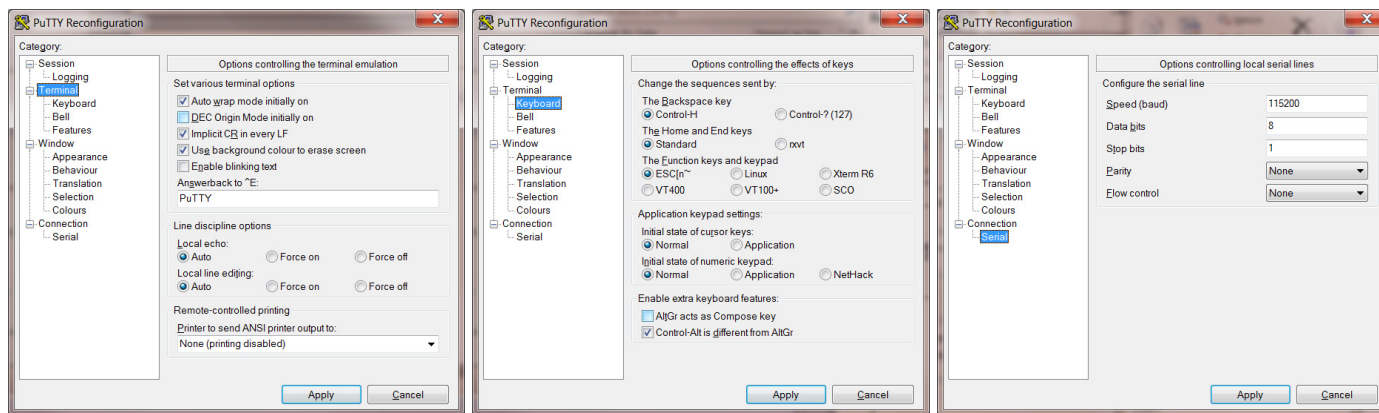 PuTTY Reconfiguration
Category:
Session
Logging
Terminal
Keyboard
Bell
Features
Window
Appearance
Behaviour
Translation
Selection
Colours
Connection
Serial
Options controlling the terminal emulation
Set various terminal options
Auto wrap mode initially on
DEC Origin Mode initially on
Implicit CR in every LF
Use background colour to erase screen
Enable blinking text
Answerback to ^E:
PuTTY
Line discipline options
Local echo:
Auto Force on Force off
Local line editing:
Auto Force on Force off
Remote-controlled printing
Printer to send ANSI printer output to:
None (printing disabled)
Apply Cancel
PuTTY Reconfiguration
Category:
Session
Logging
Terminal
Keyboard
Bell
Features
Window
Appearance
Behaviour
Translation
Selection
Colours
Connection
Serial
Options controlling the effects of keys
Change the sequences sent by:
The Backspace key
Control-H Control-? (127)
The Home and End keys
Standard rxvt
The Function keys and keypad
ESC[n~ Linux Xterm R6
VT400 VT100+ SCO
Application keypad settings:
Initial state of cursor keys:
Normal Application
Initial state of numeric keypad:
Normal Application NetHack
Enable extra keyboard features:
AltGr acts as Compose key
Control-Alt is different from AltGr
Apply Cancel
PuTTY Reconfiguration
Category:
Session
Logging
Terminal
Keyboard
Bell
Features
Window
Appearance
Behaviour
Translation
Selection
Colours
Connection
Serial
Options controlling local serial lines
Configure the serial line
Speed (baud) 115200
Data bits 8
Stop bits 1
Parity None
Flow control None
Apply Cancel